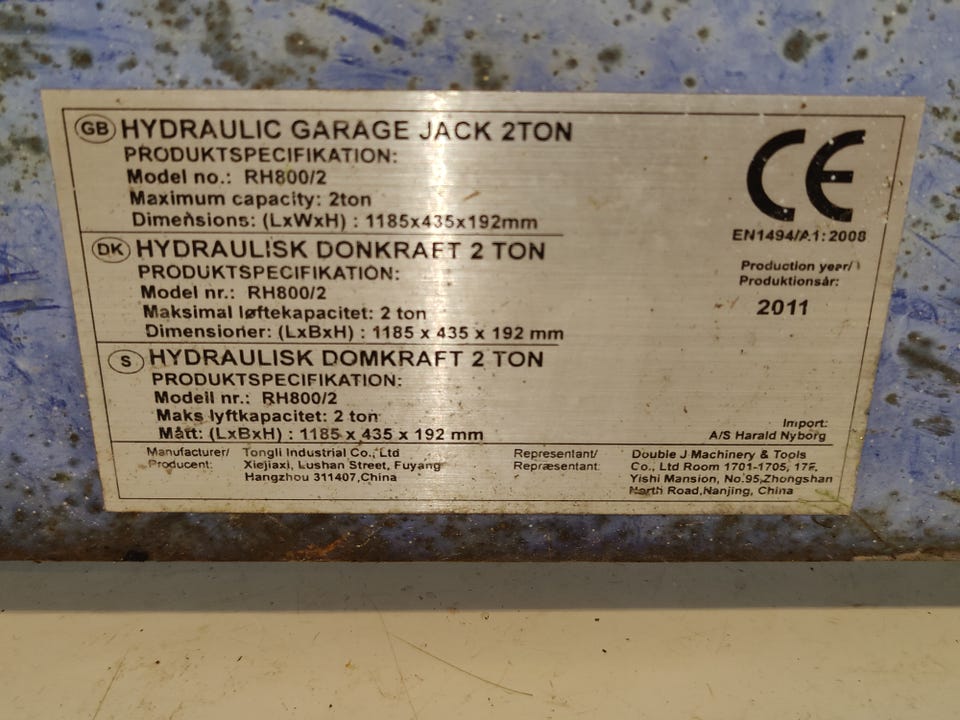 GB HYDRAULIC GARAGE JACK 2TON
PRODUKTSPECIFIKATION:
Model no.: RH800/2
Maximum capacity: 2ton
Dimensions: (LxWxH) : 1185x435x192mm
DK HYDRAULISK DONKRAFT 2 TON
PRODUKTSPECIFIKATION:
Model nr.: RH800/2
Maksimal løftekapacitet: 2 ton
Dimensioner: (LxBxH) : 1185 x 435 x 192 mm
S HYDRAULISK DOMKRAFT 2 TON
PRODUKTSPECIFIKATION:
Modell nr.: RH800/2
Maks lyftkapacitet: 2 ton
Mått: (LxBxH) : 1185 x 435 x 192 mm
CE
EN1494/A1:2008
Production year/
Produktionsår:
2011
Import:
A/S Harald Nyborg
Manufacturer/
Producent:
Tongli Industrial Co.,Ltd
Xiejiaxi, Lushan Street, Fuyang
Hangzhou 311407,China
Representant/
Repræsentant:
Double J Machinery & Tools
Co., Ltd Room 1701-1705, 17F,
Yishi Mansion, No.95,Zhongshan
North Road,Nanjing, China